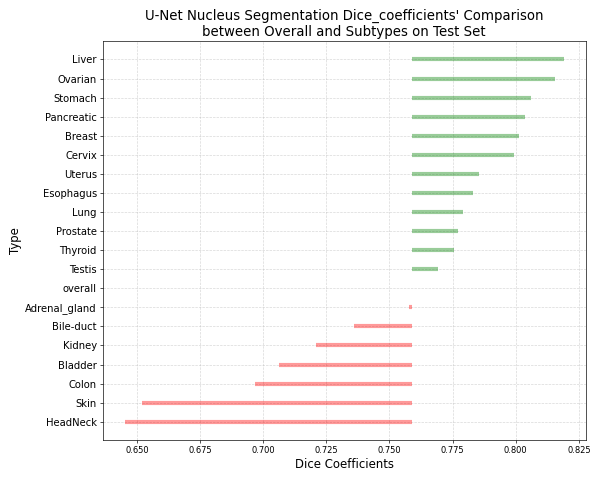 U-Net Nucleus Segmentation Dice_coefficients' Comparison
between Overall and Subtypes on Test Set
Type
Liver
Ovarian
Stomach
Pancreatic
Breast
Cervix
Uterus
Esophagus
Lung
Prostate
Thyroid
Testis
overall
Adrenal_gland
Bile-duct
Kidney
Bladder
Colon
Skin
HeadNeck
0.650 0.675 0.700 0.725 0.750 0.775 0.800 0.825
Dice Coefficients